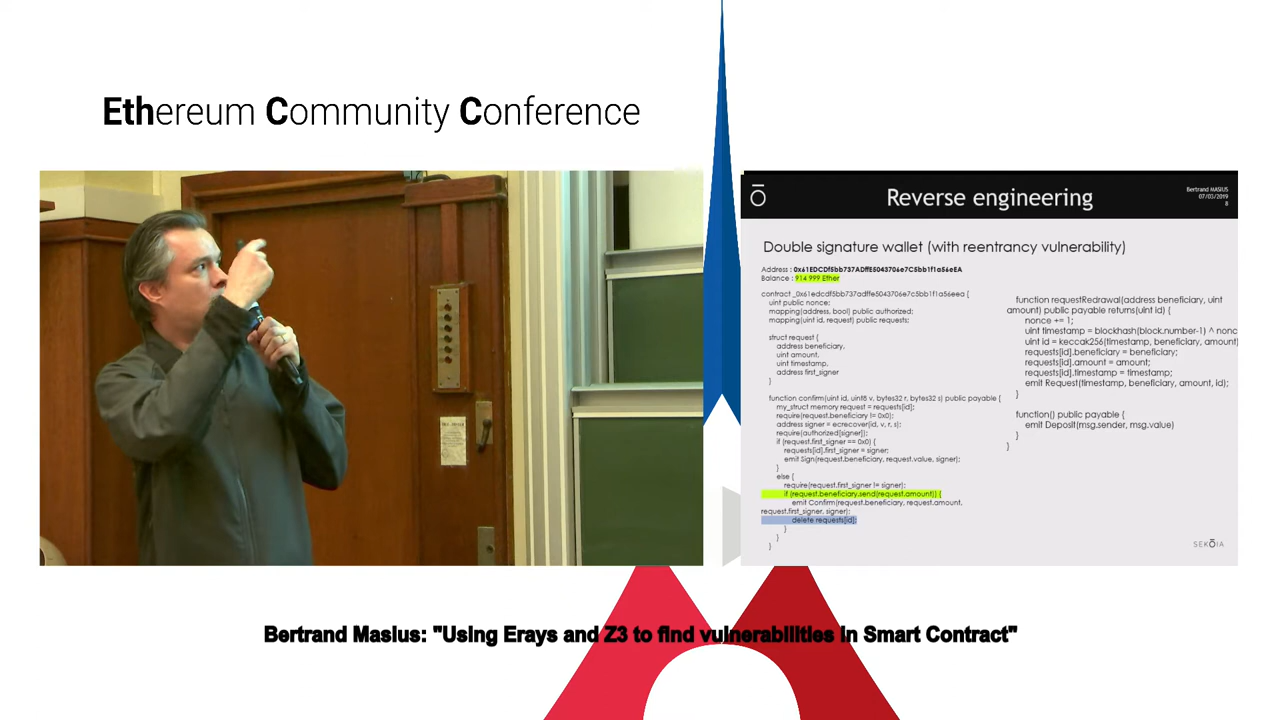 Ethereum Community Conference
Reverse engineering
Bertrand MASIUS
07/03/2019
8
Double signature wallet (with reentrancy vulnerability)
Address : 0x61EDCDf5bb737ADffE5043706e7C5bb1f1a56eEA
Balance : 914 999 Ether
contract _0x61edcdf5bb737adffe5043706e7c5bb1f1a56eea {
uint public nonce;
mapping(address, bool) public authorized;
mapping(uint id, request) public requests;
struct request {
address beneficiary,
uint amount,
uint timestamp,
address first_signer
}
function confirm(uint id, uint8 v, bytes32 r, bytes32 s) public payable {
my_struct memory request = requests[id];
require(request.beneficiary != 0x0);
address signer = ecrecover(id, v, r, s);
require(authorized[signer]);
if (request.first_signer == 0x0) {
requests[id].first_signer = signer;
emit Sign(request.beneficiary, request.value, signer);
}
else {
require(request.first_signer != signer);
if (request.beneficiary.send(request.amount)) {
emit Confirm(request.beneficiary, request.amount,
request.first_signer, signer);
delete requests[id];
}
}
}
function requestRedrawal(address beneficiary, uint
amount) public payable returns(uint id) {
nonce += 1;
uint timestamp = blockhash(block.number-1) ^ nonc
uint id = keccak256(timestamp, beneficiary, amount)
requests[id].beneficiary = beneficiary;
requests[id].amount = amount;
requests[id].timestamp = timestamp;
emit Request(timestamp, beneficiary, amount, id);
}
function() public payable {
emit Deposit(msg.sender, msg.value)
}
}
SEKOIA
Bertrand Masius: "Using Erays and Z3 to find vulnerabilities in Smart Contract"